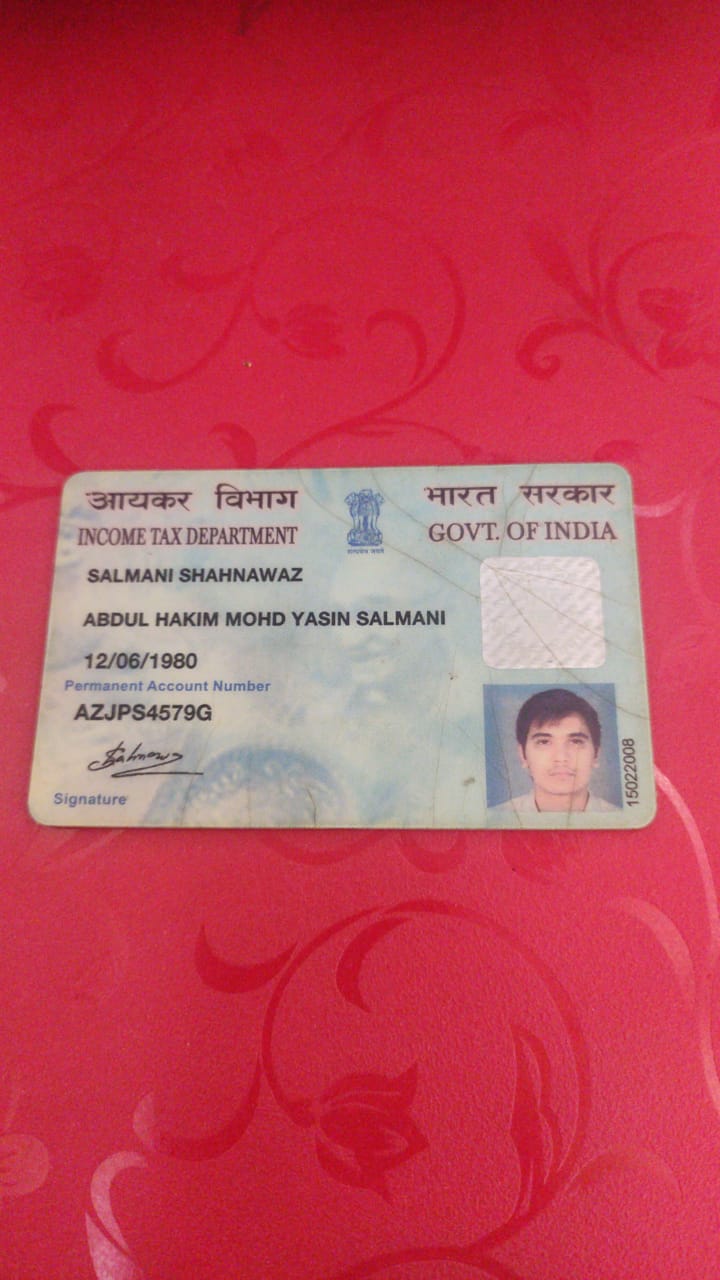 आयकर विभाग
INCOME TAX DEPARTMENT
भारत सरकार
GOVT. OF INDIA
सत्यमेव जयते
SALMANI SHAHNAWAZ
ABDUL HAKIM MOHD YASIN SALMANI
12/06/1980
Permanent Account Number
AZJPS4579G
Signature
15022008